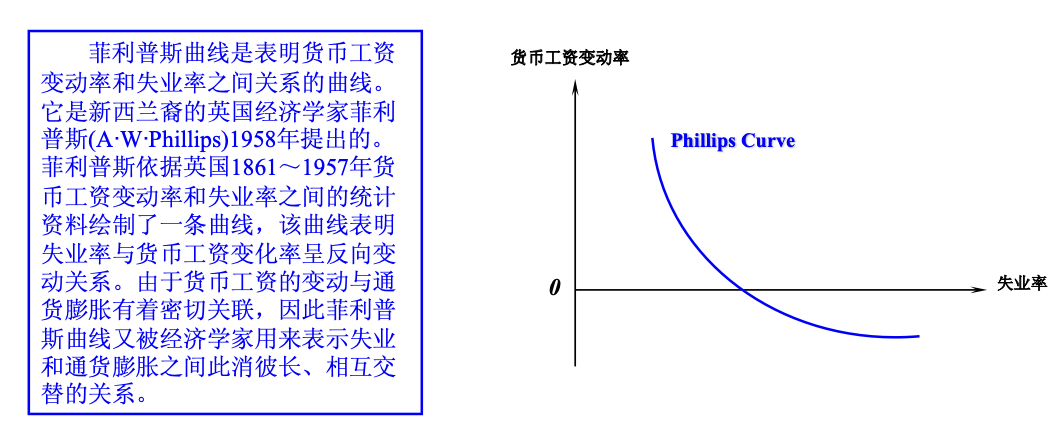 菲利普斯曲线是表明货币工资
变动率和失业率之间关系的曲线。
它是新西兰裔的英国经济学家菲利
普斯(A·W·Phillips)1958年提出的。
菲利普斯依据英国1861～1957年货
币工资变动率和失业率之间的统计
资料绘制了一条曲线，该曲线表明
失业率与货币工资变化率呈反向变
动关系。由于货币工资的变动与通
货膨胀有着密切关联，因此菲利普
斯曲线又被经济学家用来表示失业
和通货膨胀之间此消彼长、相互交
替的关系。
货币工资变动率
Phillips Curve
0
失业率